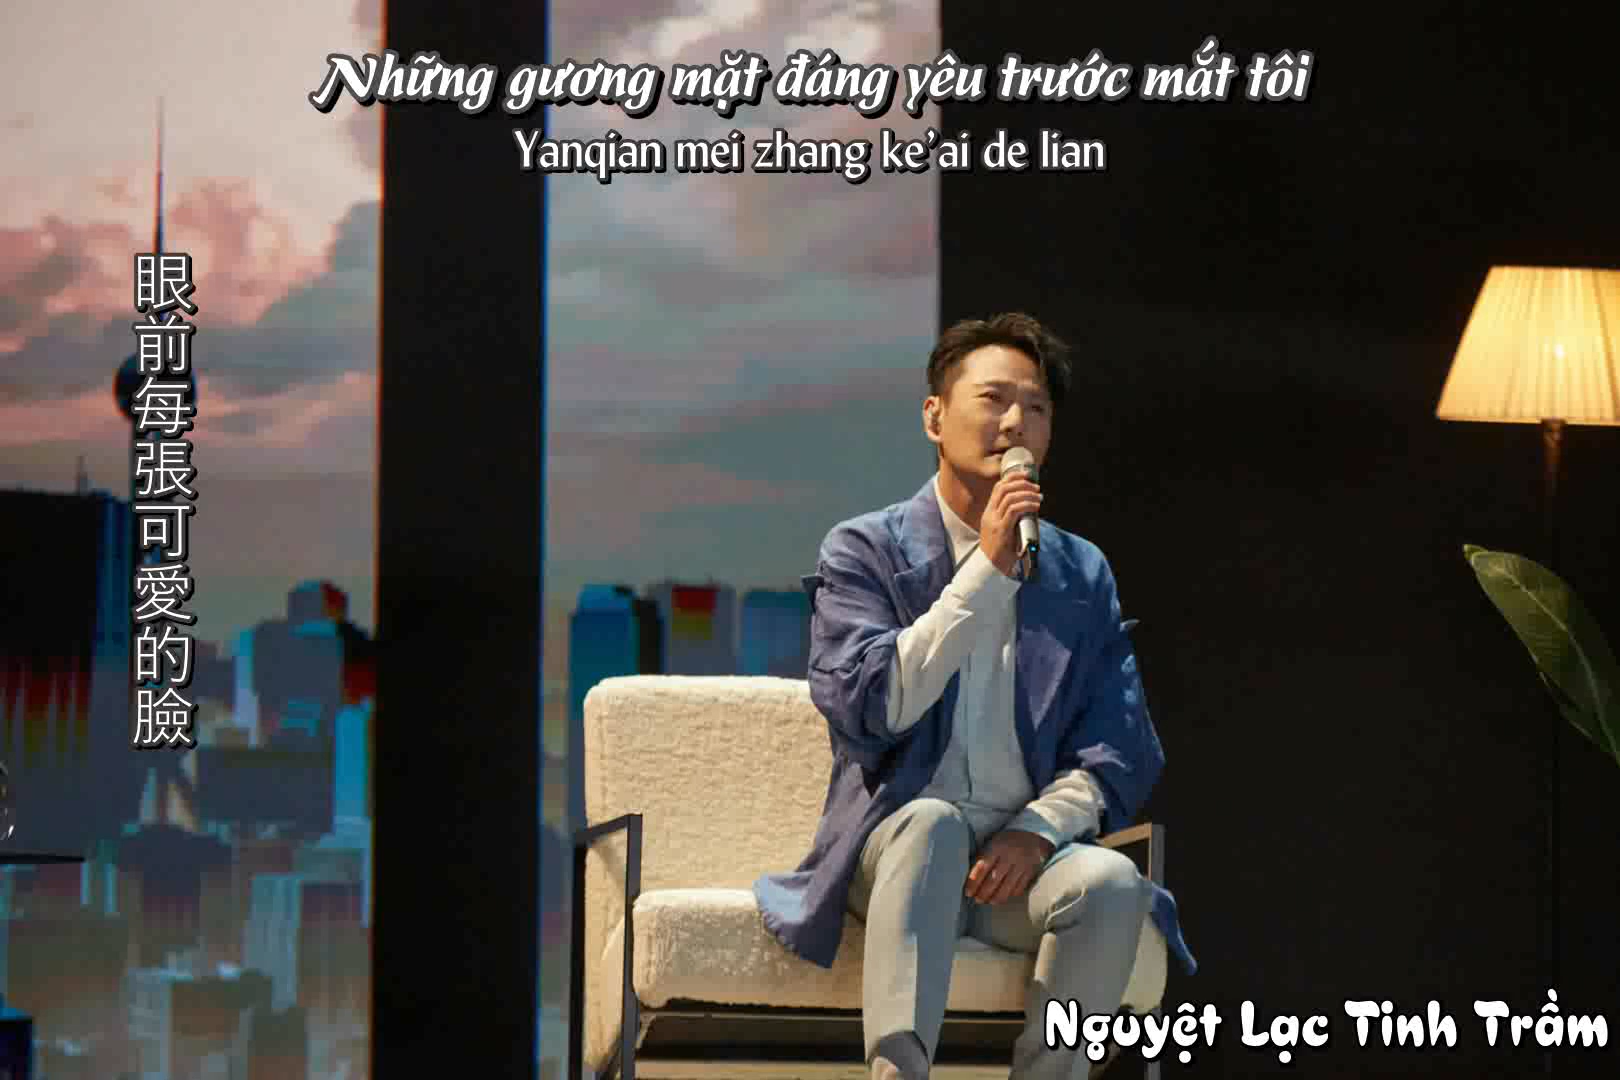 Những gương mặt đáng yêu trước mắt tôi
Yanqian mei zhang ke'ai de lian
眼前每張可愛的臉
Nguyệt Lạc Tinh Trầm